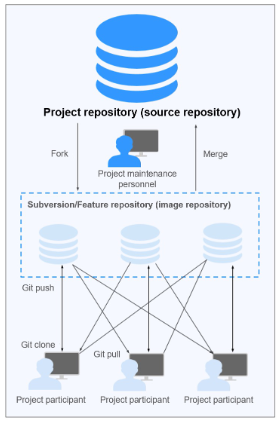 Project repository (source repository)
Fork
Merge
Project maintenance
personnel
Subversion/Feature repository (image repository)
Git push
Git clone
Git pull
Project participant
Project participant
Project participant